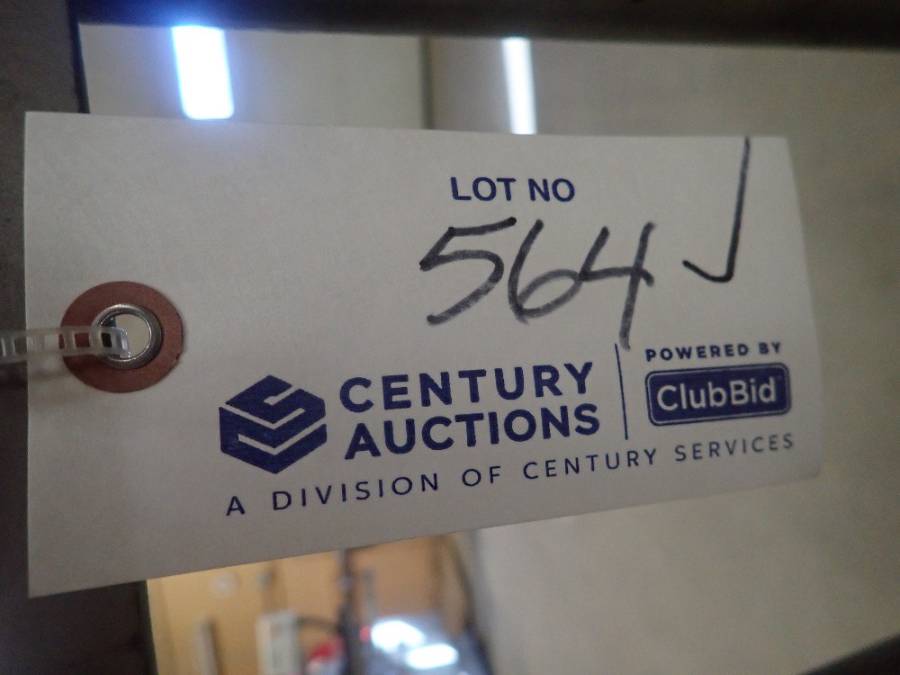 LOT NO
564
CENTURY
AUCTIONS
POWERED BY
ClubBid
A DIVISION OF CENTURY SERVICES